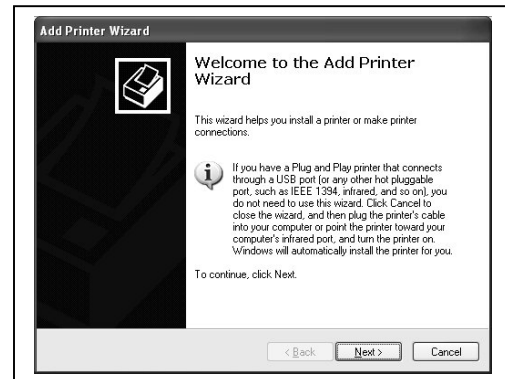 Add Printer Wizard
Welcome to the Add Printer
Wizard
This wizard helps you install a printer or make printer
connections.
If you have a Plug and Play printer that connects
through a USB port (or any other hot pluggable
port, such as IEEE 1394, infrared, and so on), you
do not need to use this wizard. Click Cancel to
close the wizard, and then plug the printer's cable
into your computer or point the printer toward your
computer's infrared port, and turn the printer on.
Windows will automatically install the printer for you.
To continue, click Next.
< Back Next > Cancel